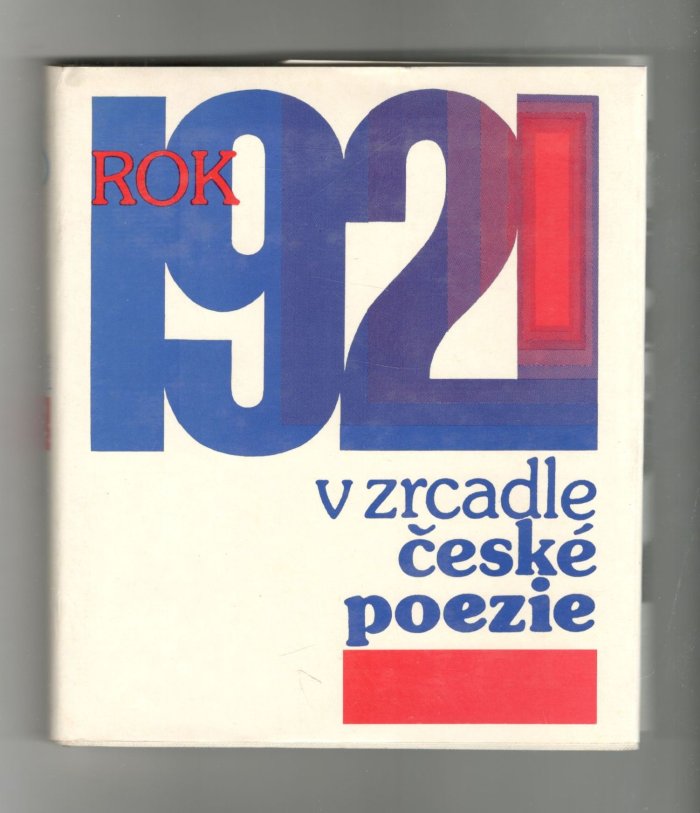 ROK
1921
v zrcadle
české
poezie